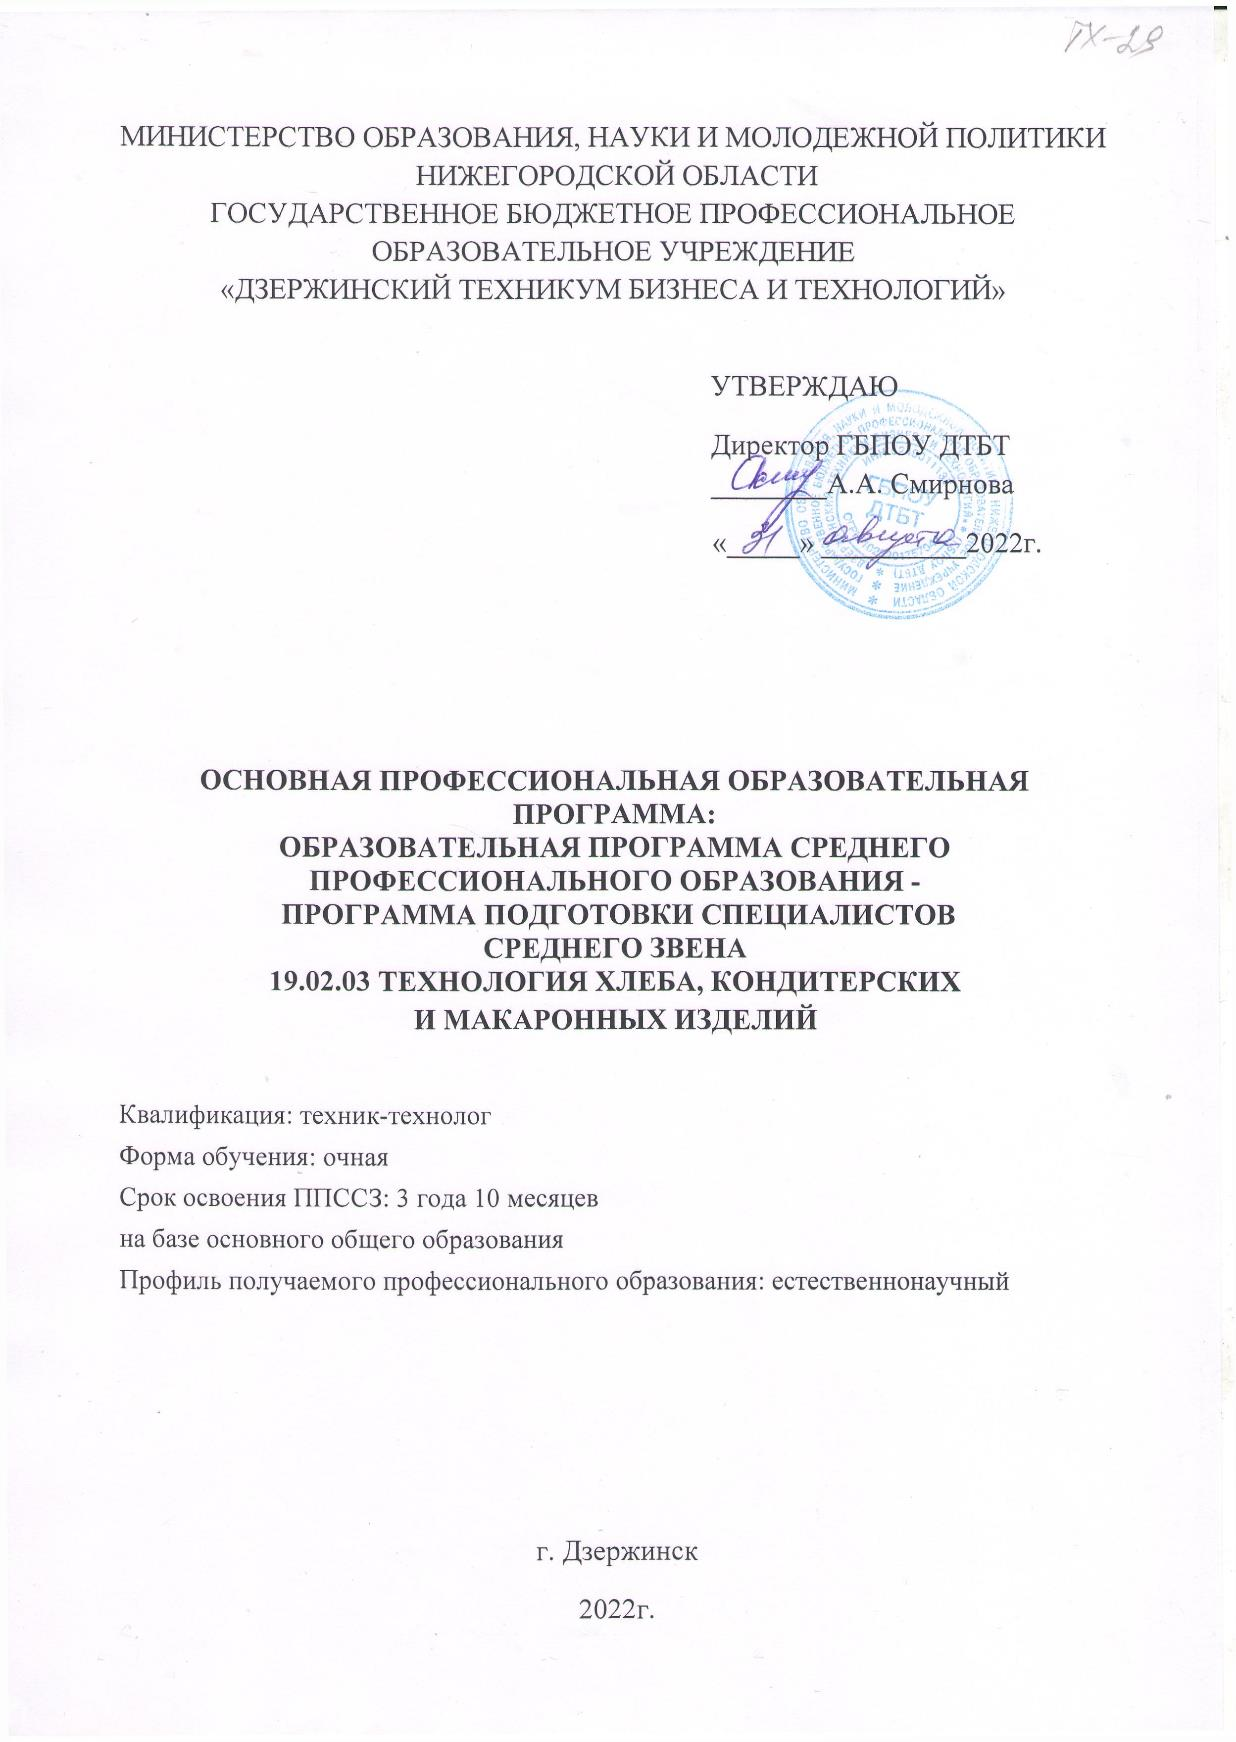 ТХ-29
МИНИСТЕРСТВО ОБРАЗОВАНИЯ, НАУКИ И МОЛОДЕЖНОЙ ПОЛИТИКИ
НИЖЕГОРОДСКОЙ ОБЛАСТИ
ГОСУДАРСТВЕННОЕ БЮДЖЕТНОЕ ПРОФЕССИОНАЛЬНОЕ
ОБРАЗОВАТЕЛЬНОЕ УЧРЕЖДЕНИЕ
«ДЗЕРЖИНСКИЙ ТЕХНИКУМ БИЗНЕСА И ТЕХНОЛОГИЙ»
УТВЕРЖДАЮ
Директор ГБПОУ ДТБТ
А.А. Смирнова
«31» августа 2022г.
ГБПОУ
ДТБТ
ОСНОВНАЯ ПРОФЕССИОНАЛЬНАЯ ОБРАЗОВАТЕЛЬНАЯ
ПРОГРАММА:
ОБРАЗОВАТЕЛЬНАЯ ПРОГРАММА СРЕДНЕГО
ПРОФЕССИОНАЛЬНОГО ОБРАЗОВАНИЯ -
ПРОГРАММА ПОДГОТОВКИ СПЕЦИАЛИСТОВ
СРЕДНЕГО ЗВЕНА
19.02.03 ТЕХНОЛОГИЯ ХЛЕБА, КОНДИТЕРСКИХ
И МАКАРОННЫХ ИЗДЕЛИЙ
Квалификация: техник-технолог
Форма обучения: очная
Срок освоения ППССЗ: 3 года 10 месяцев
на базе основного общего образования
Профиль получаемого профессионального образования: естественнонаучный
г. Дзержинск
2022г.